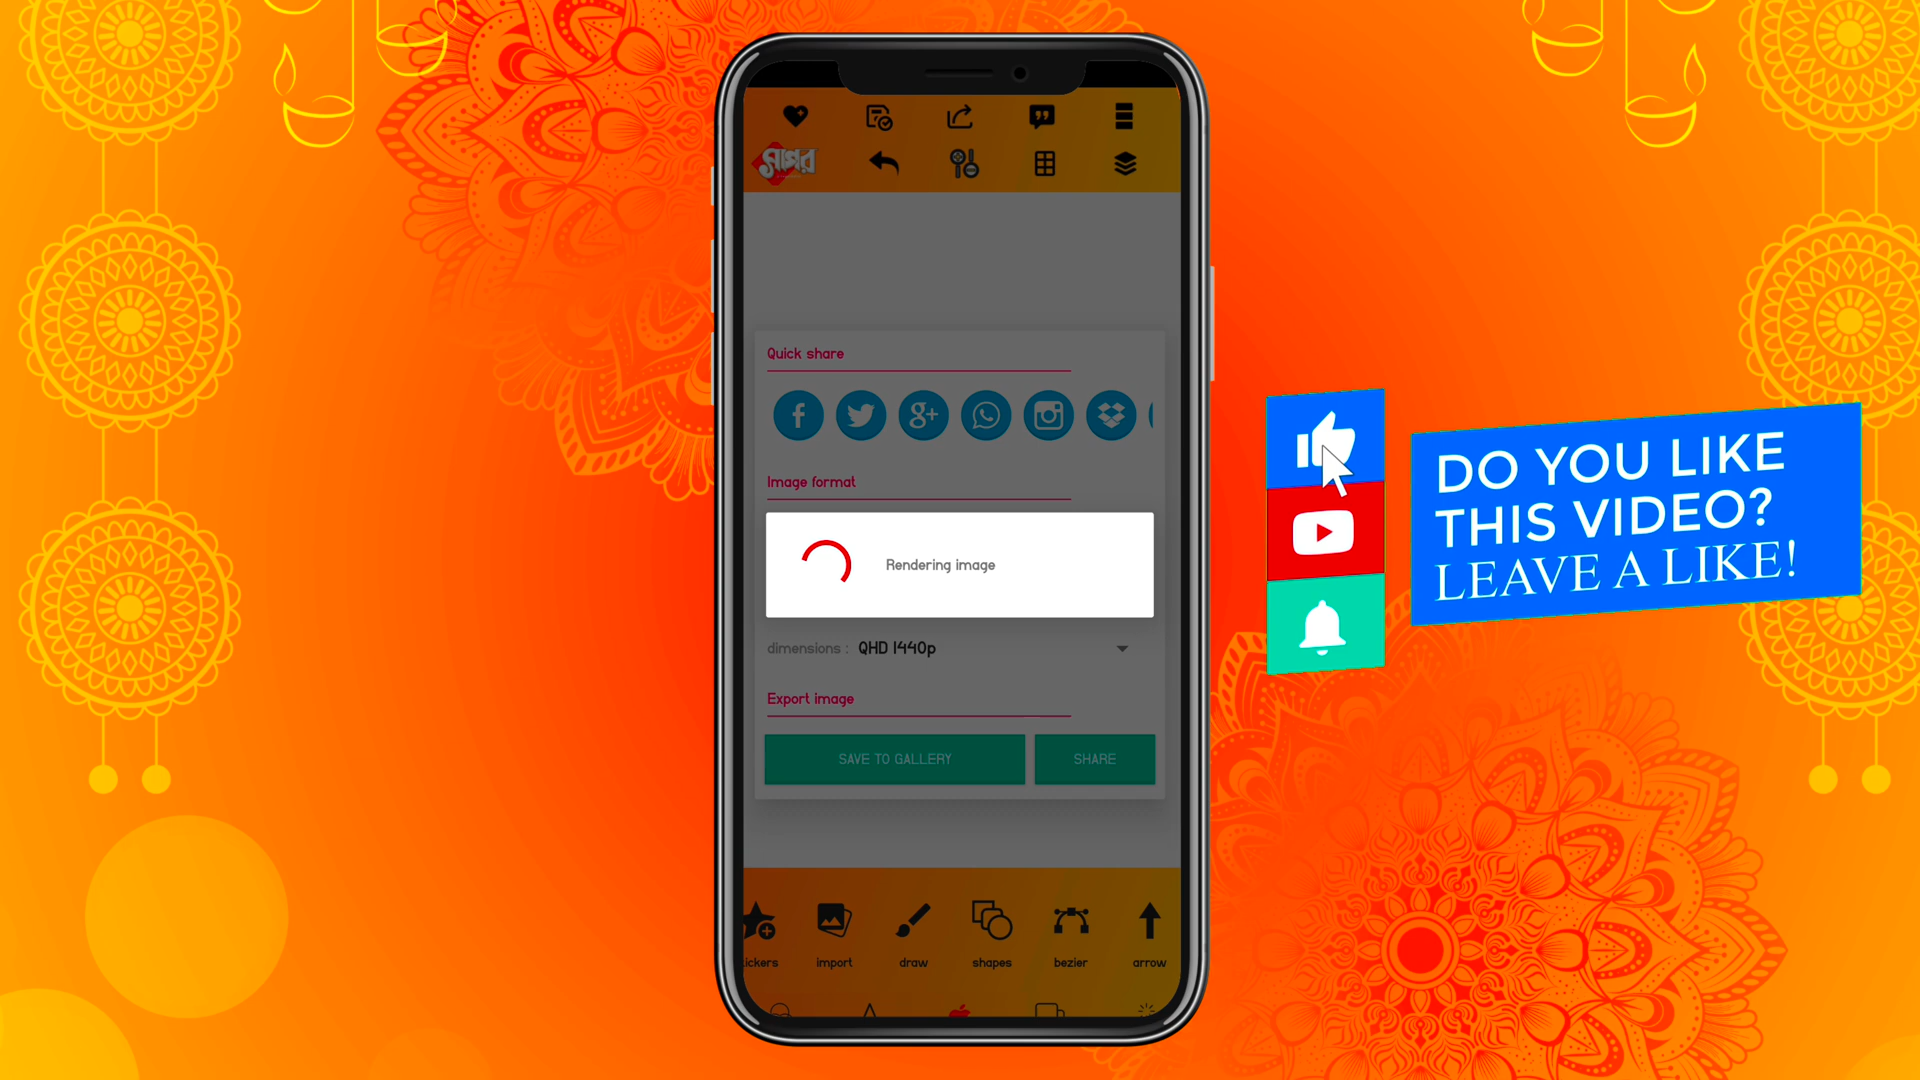 সাগর
Quick share
Image format
Rendering image
dimensions : QHD 1440p
Export image
SAVE TO GALLERY
SHARE
ickers
import
draw
shapes
bezier
arrow
DO YOU LIKE
THIS VIDEO?
LEAVE A LIKE!